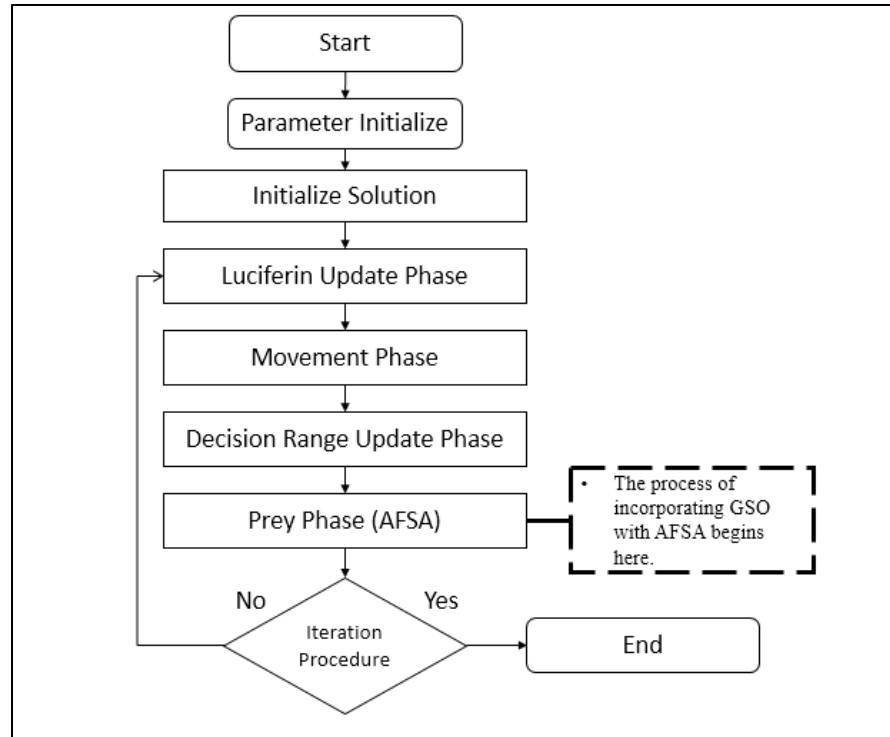 Start
Parameter Initialize
Initialize Solution
Luciferin Update Phase
Movement Phase
Decision Range Update Phase
Prey Phase (AFSA)
• The process of
incorporating GSO
with AFSA begins
here.
No
Yes
Iteration
Procedure
End